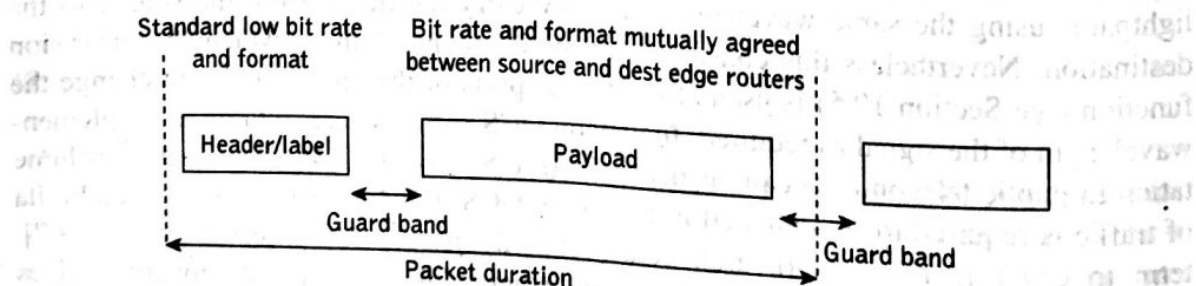 Standard low bit rate
and format
Bit rate and format mutually agreed
between source and dest edge routers
Header/label
Payload
Guard band
Guard band
Packet duration